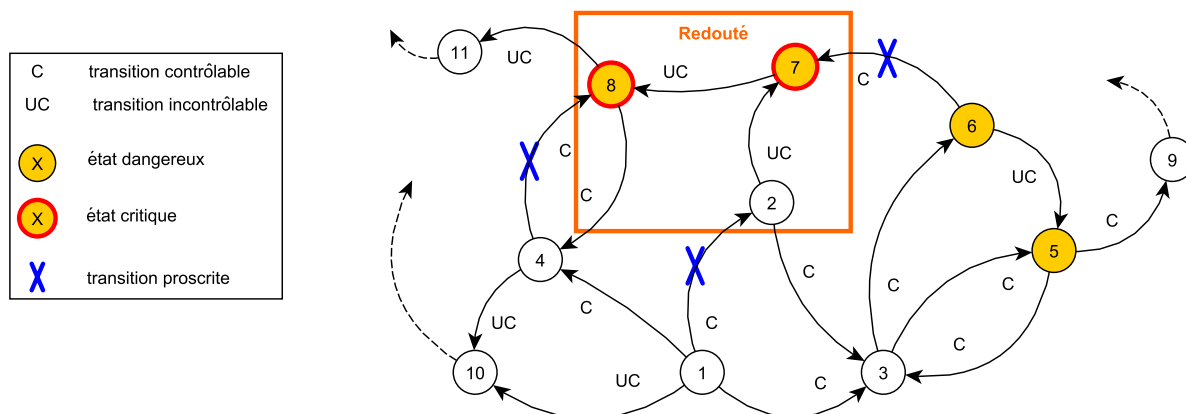 C transition contrôlable
UC transition incontrôlable
X état dangereux
X état critique
transition proscrite
Redouté
11
UC
8
UC
7
C
6
9
C
UC
UC
C
2
C
5
4
C
C
C
C
UC
C
C
10
UC
1
C
3